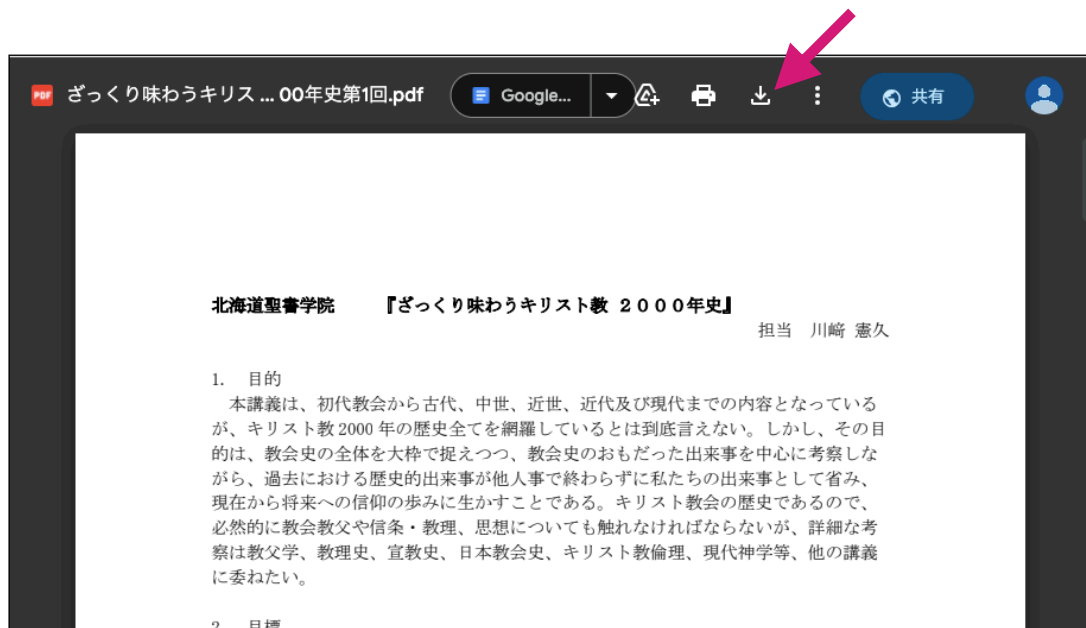 PDF ざっくり味わうキリス ... 00年史第1回.pdf Google... 共有
北海道聖書学院 『ざっくり味わうキリスト教 ２０００年史』
担当 川﨑 憲久
1. 目的
本講義は、初代教会から古代、中世、近世、近代及び現代までの内容となっている
が、キリスト教 2000 年の歴史全てを網羅しているとは到底言えない。しかし、その目
的は、教会史の全体を大枠で捉えつつ、教会史のおもだった出来事を中心に考察しな
がら、過去における歴史的出来事が他人事で終わらずに私たちの出来事として省み、
現在から将来への信仰の歩みに生かすことである。キリスト教会の歴史であるので、
必然的に教会教父や信条・教理、思想についても触れなければならないが、詳細な考
察は教父学、教理史、宣教史、日本教会史、キリスト教倫理、現代神学等、他の講義
に委ねたい。
2. 目標